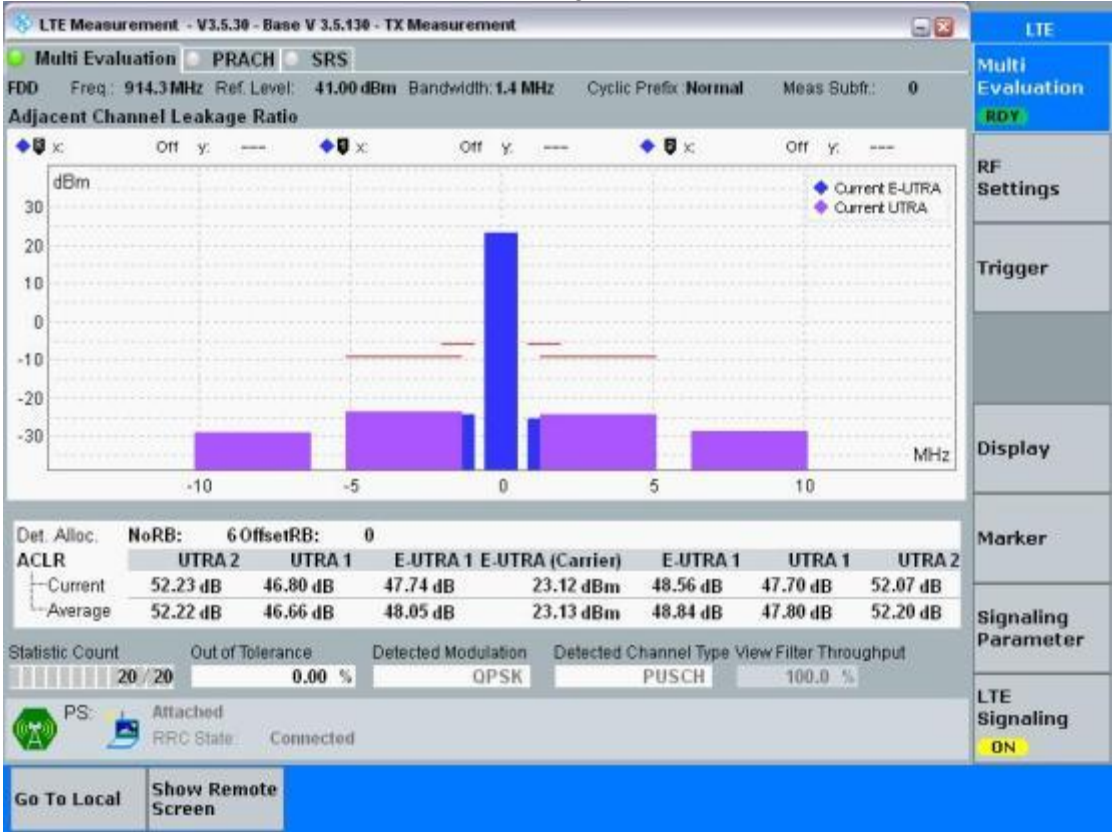 LTE Measurement - V3.5.30 - Base V 3.5.130 - TX Measurement
LTE
Multi Evaluation PRACH SRS
Multi Evaluation
RDY
FDD Freq.: 914.3 MHz Ref. Level: 41.00 dBm Bandwidth: 1.4 MHz Cyclic Prefix: Normal Meas Subfr.: 0
Adjacent Channel Leakage Ratio
x: Off y: --- x: Off y: --- x: Off y: ---
dBm
Current E-UTRA
Current UTRA
30
20
10
0
-10
-20
-30
MHz
-10 -5 0 5 10
RF Settings
Trigger
Display
Marker
Signaling Parameter
LTE Signaling
ON
Det. Alloc. NoRB: 6 OffsetRB: 0
ACLR UTRA 2 UTRA 1 E-UTRA 1 E-UTRA (Carrier) E-UTRA 1 UTRA 1 UTRA 2
Current 52.23 dB 46.80 dB 47.74 dB 23.12 dBm 48.56 dB 47.70 dB 52.07 dB
Average 52.22 dB 46.66 dB 48.05 dB 23.13 dBm 48.84 dB 47.80 dB 52.20 dB
Statistic Count Out of Tolerance Detected Modulation Detected Channel Type View Filter Throughput
20 / 20 0.00 % QPSK PUSCH 100.0 %
PS: Attached
RRC State: Connected
Go To Local Show Remote Screen